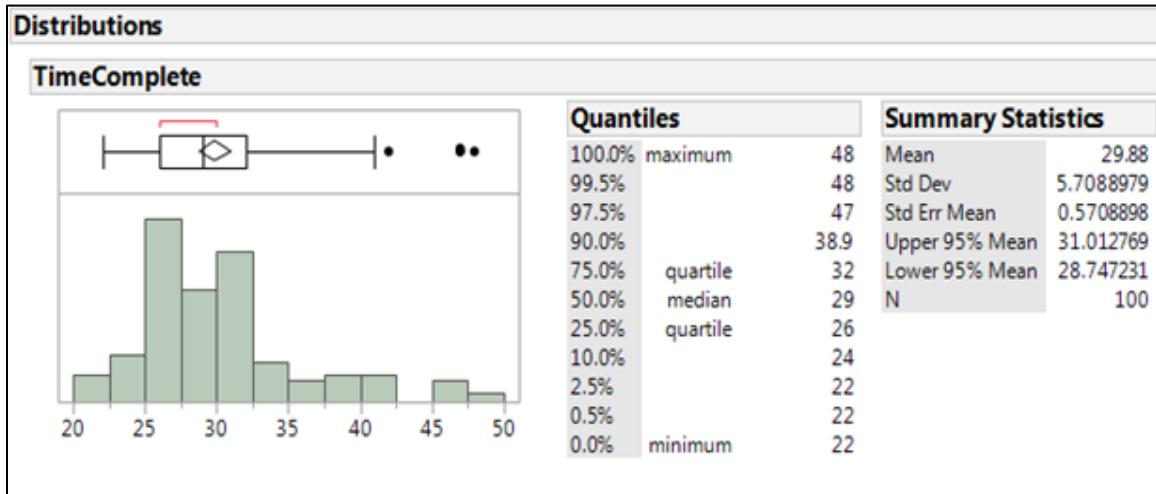 Distributions
TimeComplete
20 25 30 35 40 45 50
Quantiles
100.0% maximum 48
99.5% 48
97.5% 47
90.0% 38.9
75.0% quartile 32
50.0% median 29
25.0% quartile 26
10.0% 24
2.5% 22
0.5% 22
0.0% minimum 22
Summary Statistics
Mean 29.88
Std Dev 5.7088979
Std Err Mean 0.5708898
Upper 95% Mean 31.012769
Lower 95% Mean 28.747231
N 100